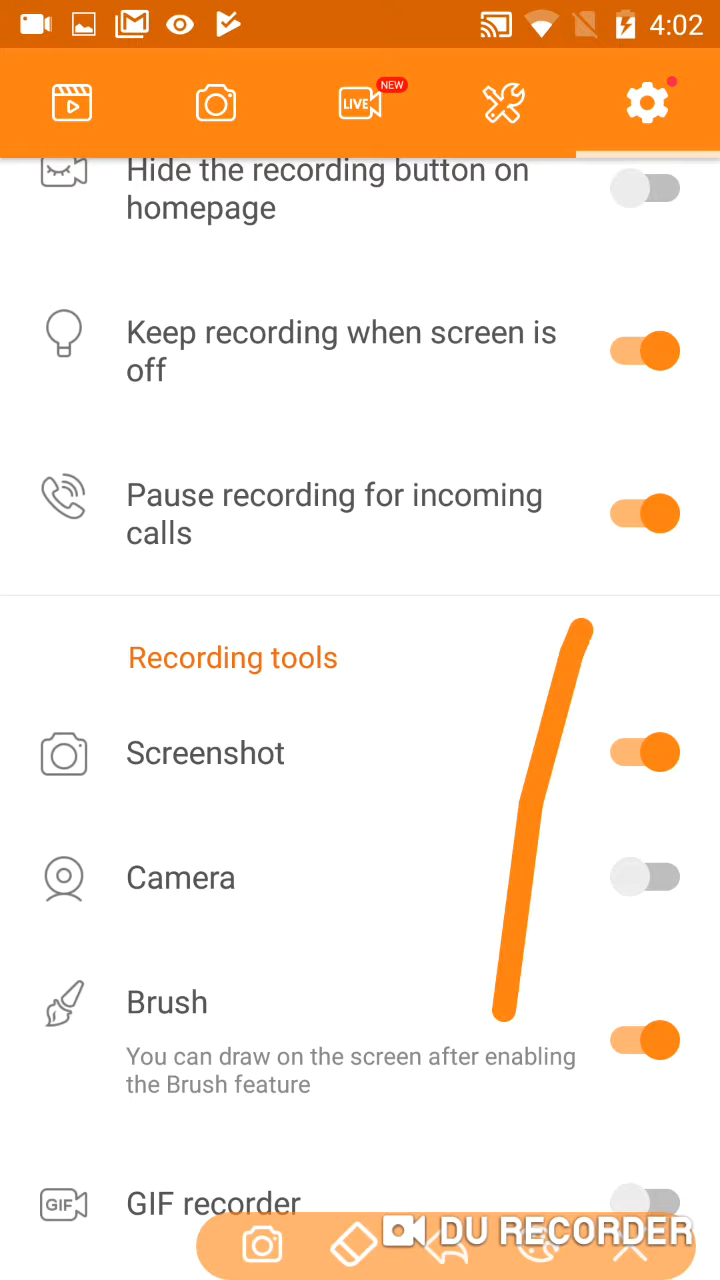 4:02
LIVE NEW
Hide the recording button on
homepage
Keep recording when screen is
off
Pause recording for incoming
calls
Recording tools
Screenshot
Camera
Brush
You can draw on the screen after enabling
the Brush feature
GIF GIF recorder
DU RECORDER